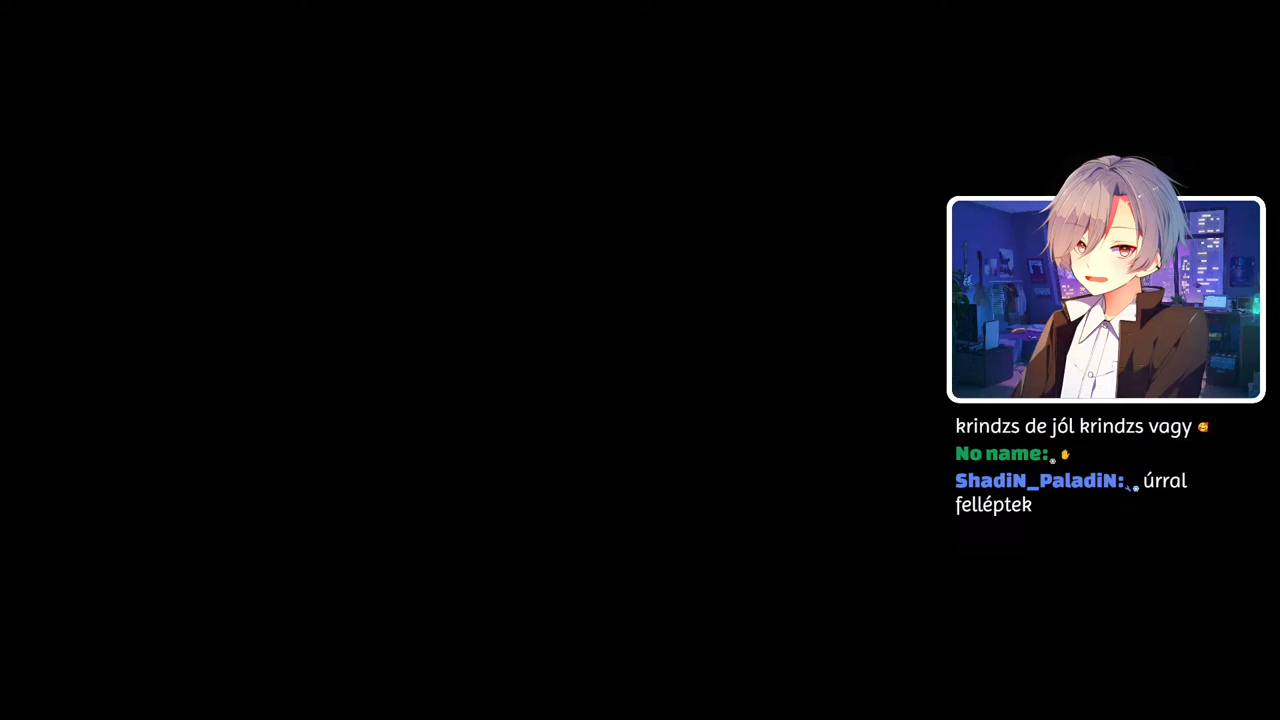 krindzs de jól krindzs vagy 🥰
No name: ✋
ShadiN_PaladiN: úrral
felléptek